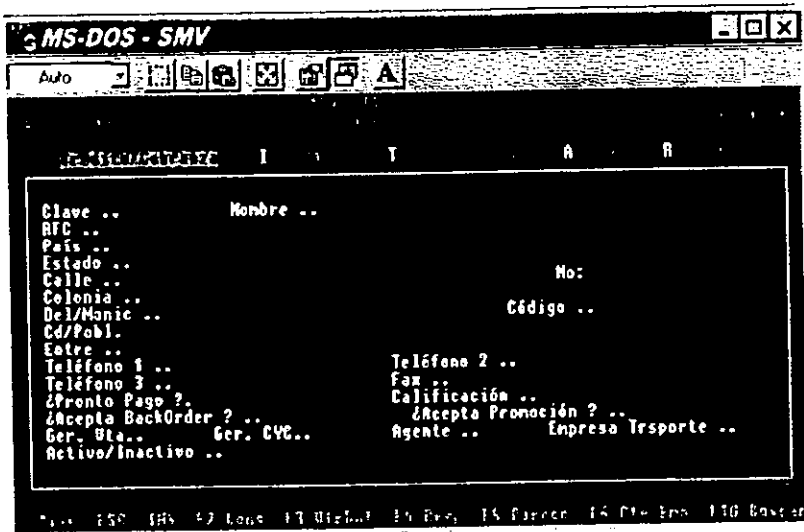 MS-DOS - SMV
Auto
A
I T A R
Clave .. Nombre ..
RFC ..
País ..
Estado ..
Calle .. No:
Colonia ..
Del/Munic .. Código ..
Cd/Pobl.
Entre ..
Teléfono 1 .. Teléfono 2 ..
Teléfono 3 .. Fax ..
¿Pronto Pago ?. Calificación ..
¿Acepta BackOrder ? .. ¿Acepta Promoción ? ..
Ger. Vta.. Ger. CYC.. Agente .. Empresa Trsporte ..
Activo/Inactivo ..
ESC